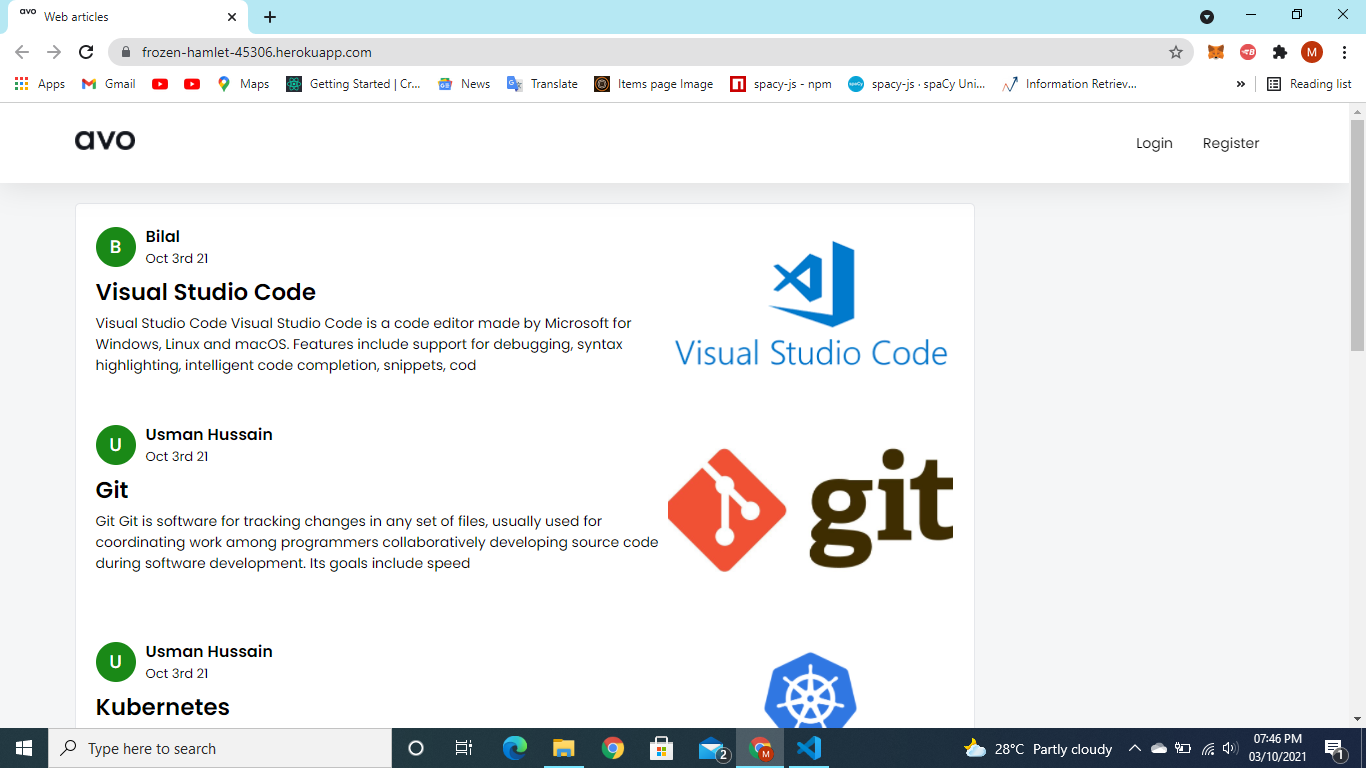 avo Web articles
frozen-hamlet-45306.herokuapp.com M
Apps Gmail Maps Getting Started | Cr... News Translate Items page Image spacy-js - npm spacy-js · spaCy Uni... Information Retriev... » Reading list
avo Login Register
B Bilal
Oct 3rd 21
Visual Studio Code
Visual Studio Code Visual Studio Code is a code editor made by Microsoft for
Windows, Linux and macOS. Features include support for debugging, syntax
highlighting, intelligent code completion, snippets, cod
Visual Studio Code
U Usman Hussain
Oct 3rd 21
Git
Git Git is software for tracking changes in any set of files, usually used for
coordinating work among programmers collaboratively developing source code
during software development. Its goals include speed
git
U Usman Hussain
Oct 3rd 21
Kubernetes
Type here to search 2 M 28°C Partly cloudy 07:46 PM
03/10/2021 1